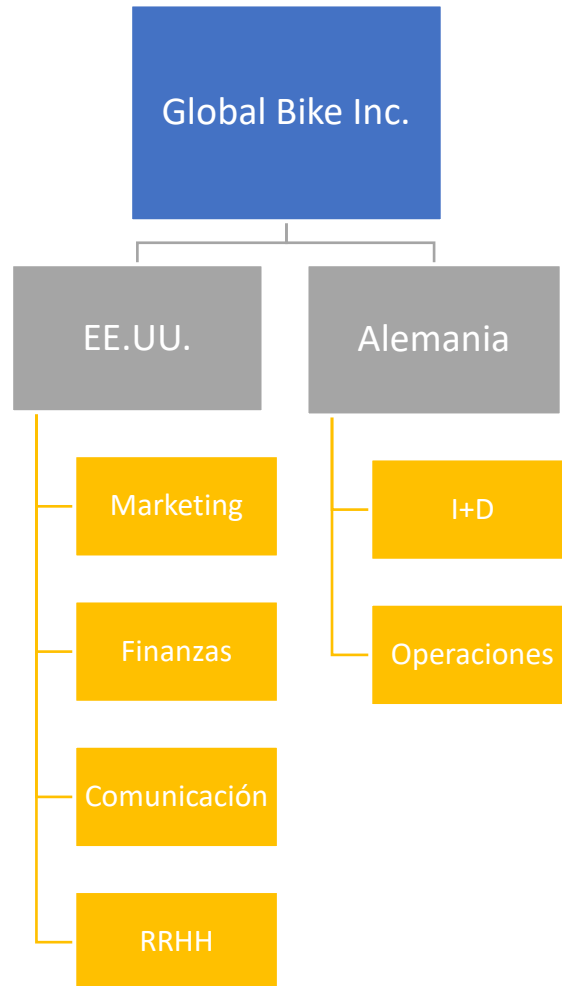 Global Bike Inc.
EE.UU.
Alemania
Marketing
Finanzas
Comunicación
RRHH
I+D
Operaciones